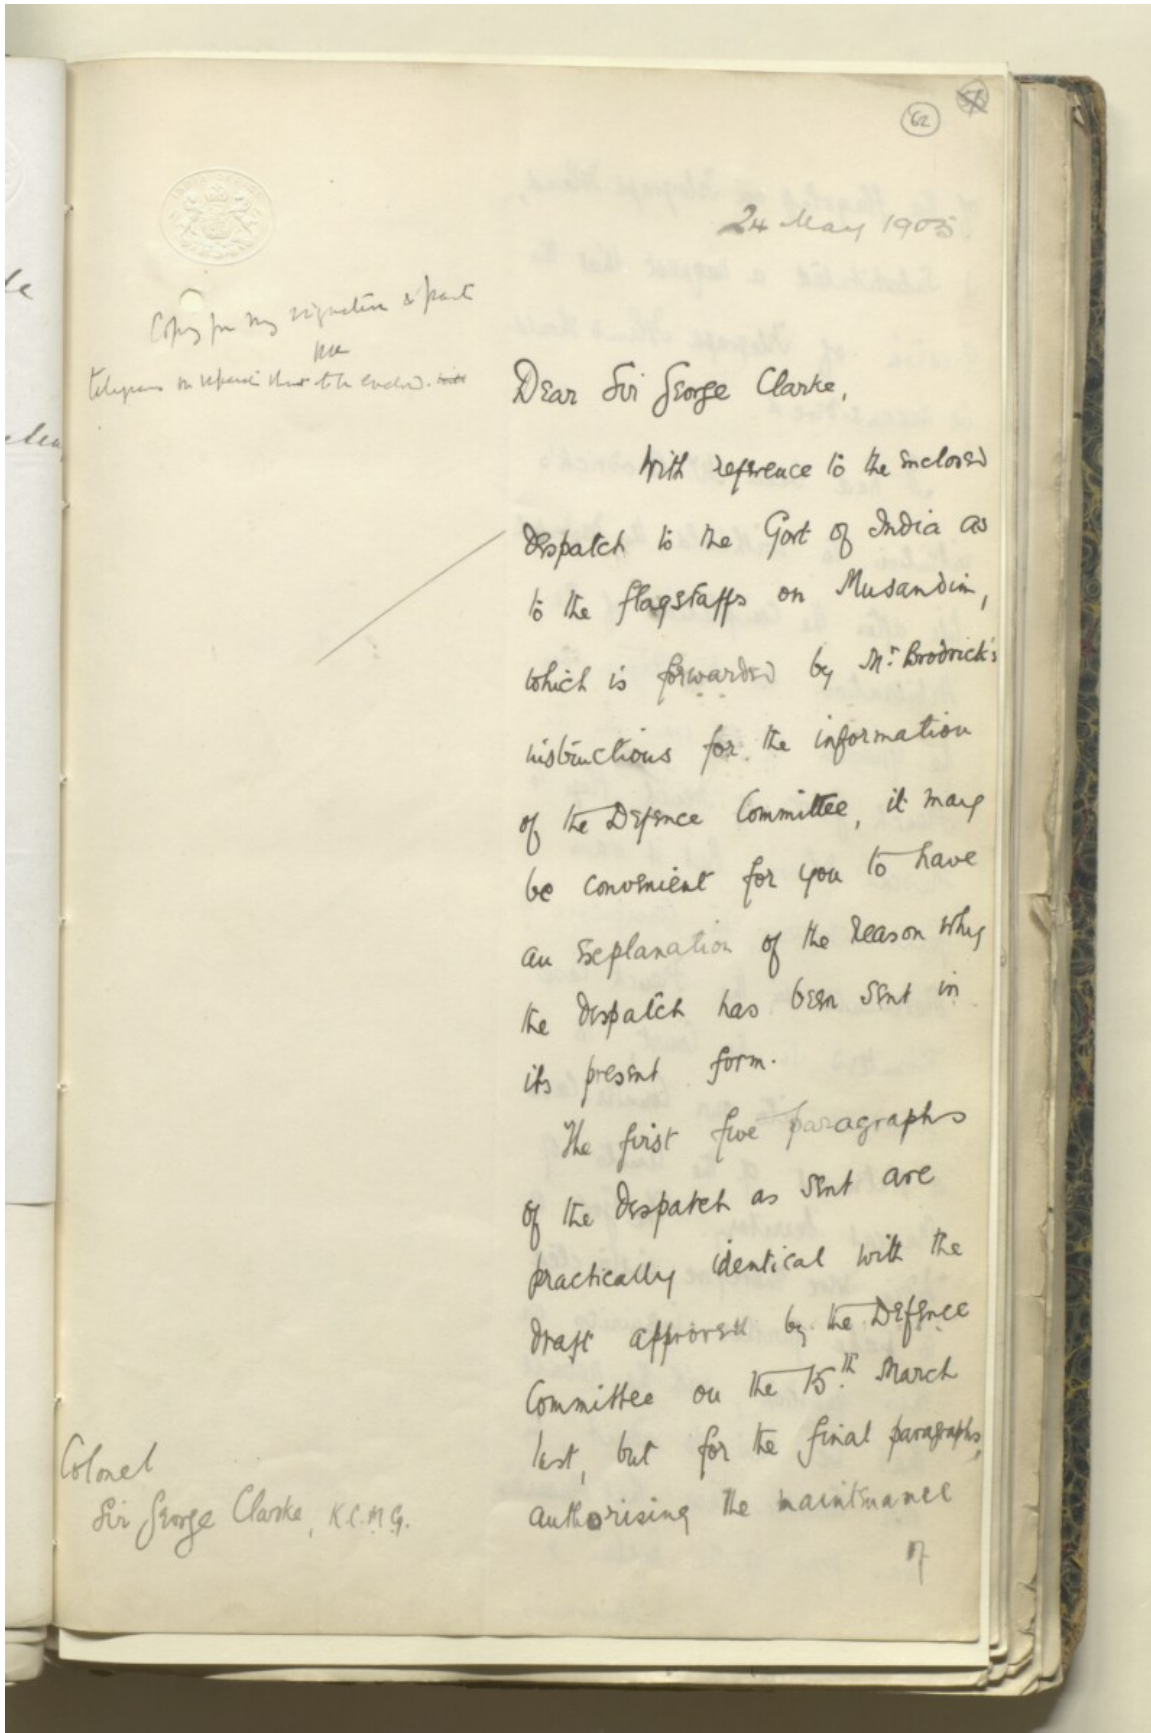 62
24 May 1905
Copy for my signature &
telegrams
Dear Sir George Clarke,
With reference to the enclosed
despatch to the Govt of India as
to the flagstaffs on Musandim,
which is forwarded by Mr. Brodrick's
instructions for the information
of the Defence Committee, it may
be convenient for you to have
an explanation of the reason why
the despatch has been sent in
its present form.
The first five paragraphs
of the despatch as sent are
practically identical with the
draft approved by the Defence
Committee on the 15th March
last, but for the final paragraphs,
authorising the maintenance
of
Colonel
Sir George Clarke, K.C.M.G.